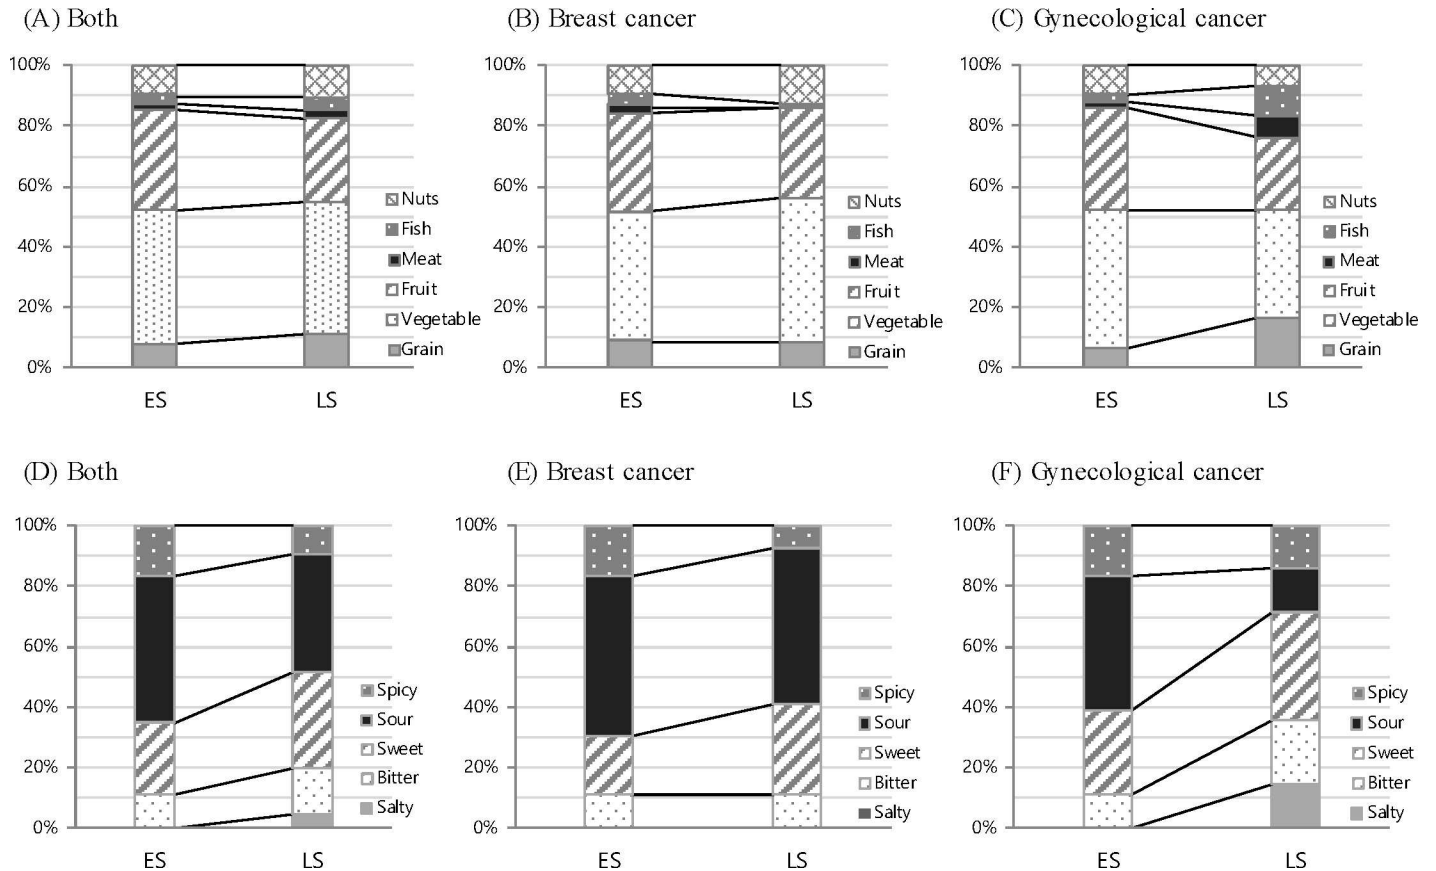 (A) Both
100%
80%
60%
40%
20%
0%
ES
LS
Nuts
Fish
Meat
Fruit
Vegetable
Grain
(B) Breast cancer
100%
80%
60%
40%
20%
0%
ES
LS
Nuts
Fish
Meat
Fruit
Vegetable
Grain
(C) Gynecological cancer
100%
80%
60%
40%
20%
0%
ES
LS
Nuts
Fish
Meat
Fruit
Vegetable
Grain
(D) Both
100%
80%
60%
40%
20%
0%
ES
LS
Spicy
Sour
Sweet
Bitter
Salty
(E) Breast cancer
100%
80%
60%
40%
20%
0%
ES
LS
Spicy
Sour
Sweet
Bitter
Salty
(F) Gynecological cancer
100%
80%
60%
40%
20%
0%
ES
LS
Spicy
Sour
Sweet
Bitter
Salty